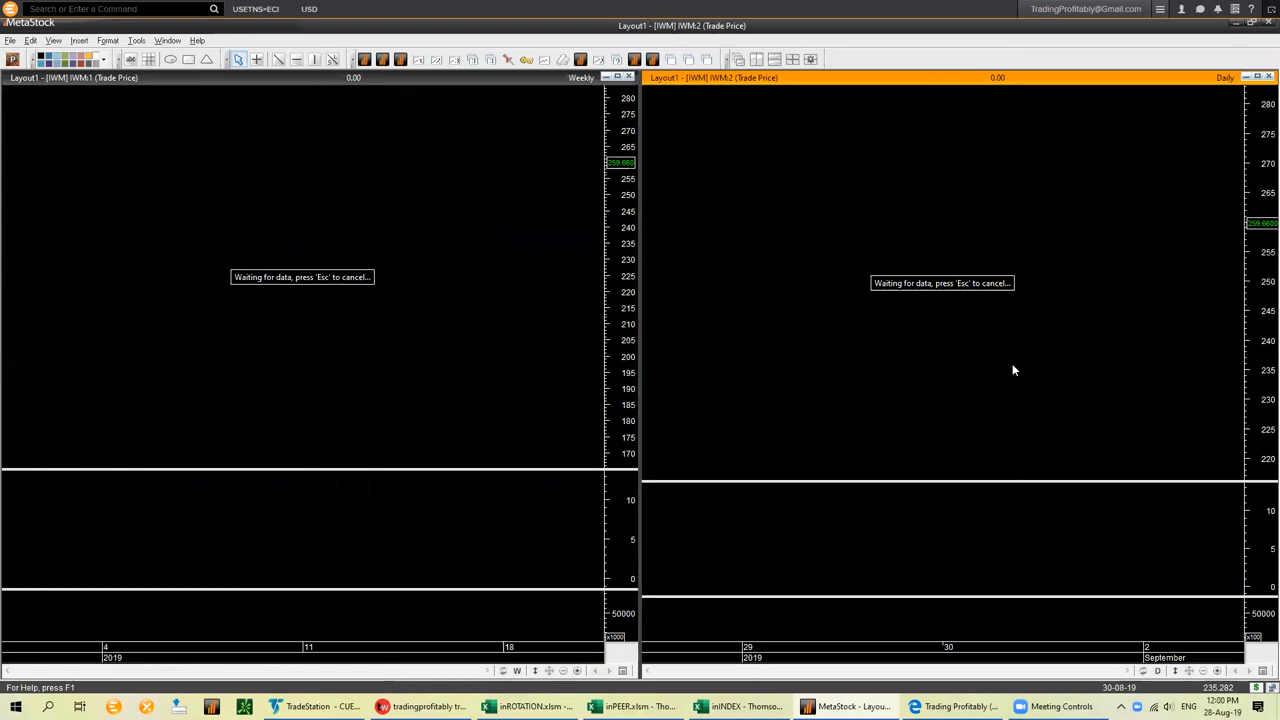 Search or Enter a Command
USETNS=ECI
USD
TradingProfitably@Gmail.com
MetaStock
Layout1 - [IWM] IWM:2 (Trade Price)
File Edit View Insert Format Tools Window Help
Layout1 - [IWM] IWM:1 (Trade Price)
0.00
Weekly
280
275
270
265
259.660
255
250
245
240
235
230
225
220
215
210
205
200
195
190
185
180
175
170
Waiting for data, press 'Esc' to cancel...
10
5
0
50000
x1000
4
11
18
2019
W
Layout1 - [IWM] IWM:2 (Trade Price)
0.00
Daily
280
275
270
265
259.6600
255
250
245
240
235
230
225
220
Waiting for data, press 'Esc' to cancel...
10
5
0
50000
x100
29
30
2
2019
September
D
For Help, press F1
30-08-19
235.282
TradeStation - CUE...
tradingprofitably tr...
inROTATION.xlsm -...
inPEER.xlsm - Tho...
inINDEX - Thomso...
MetaStock - Layou...
Trading Profitably (...
Meeting Controls
ENG
12:00 PM
28-Aug-19